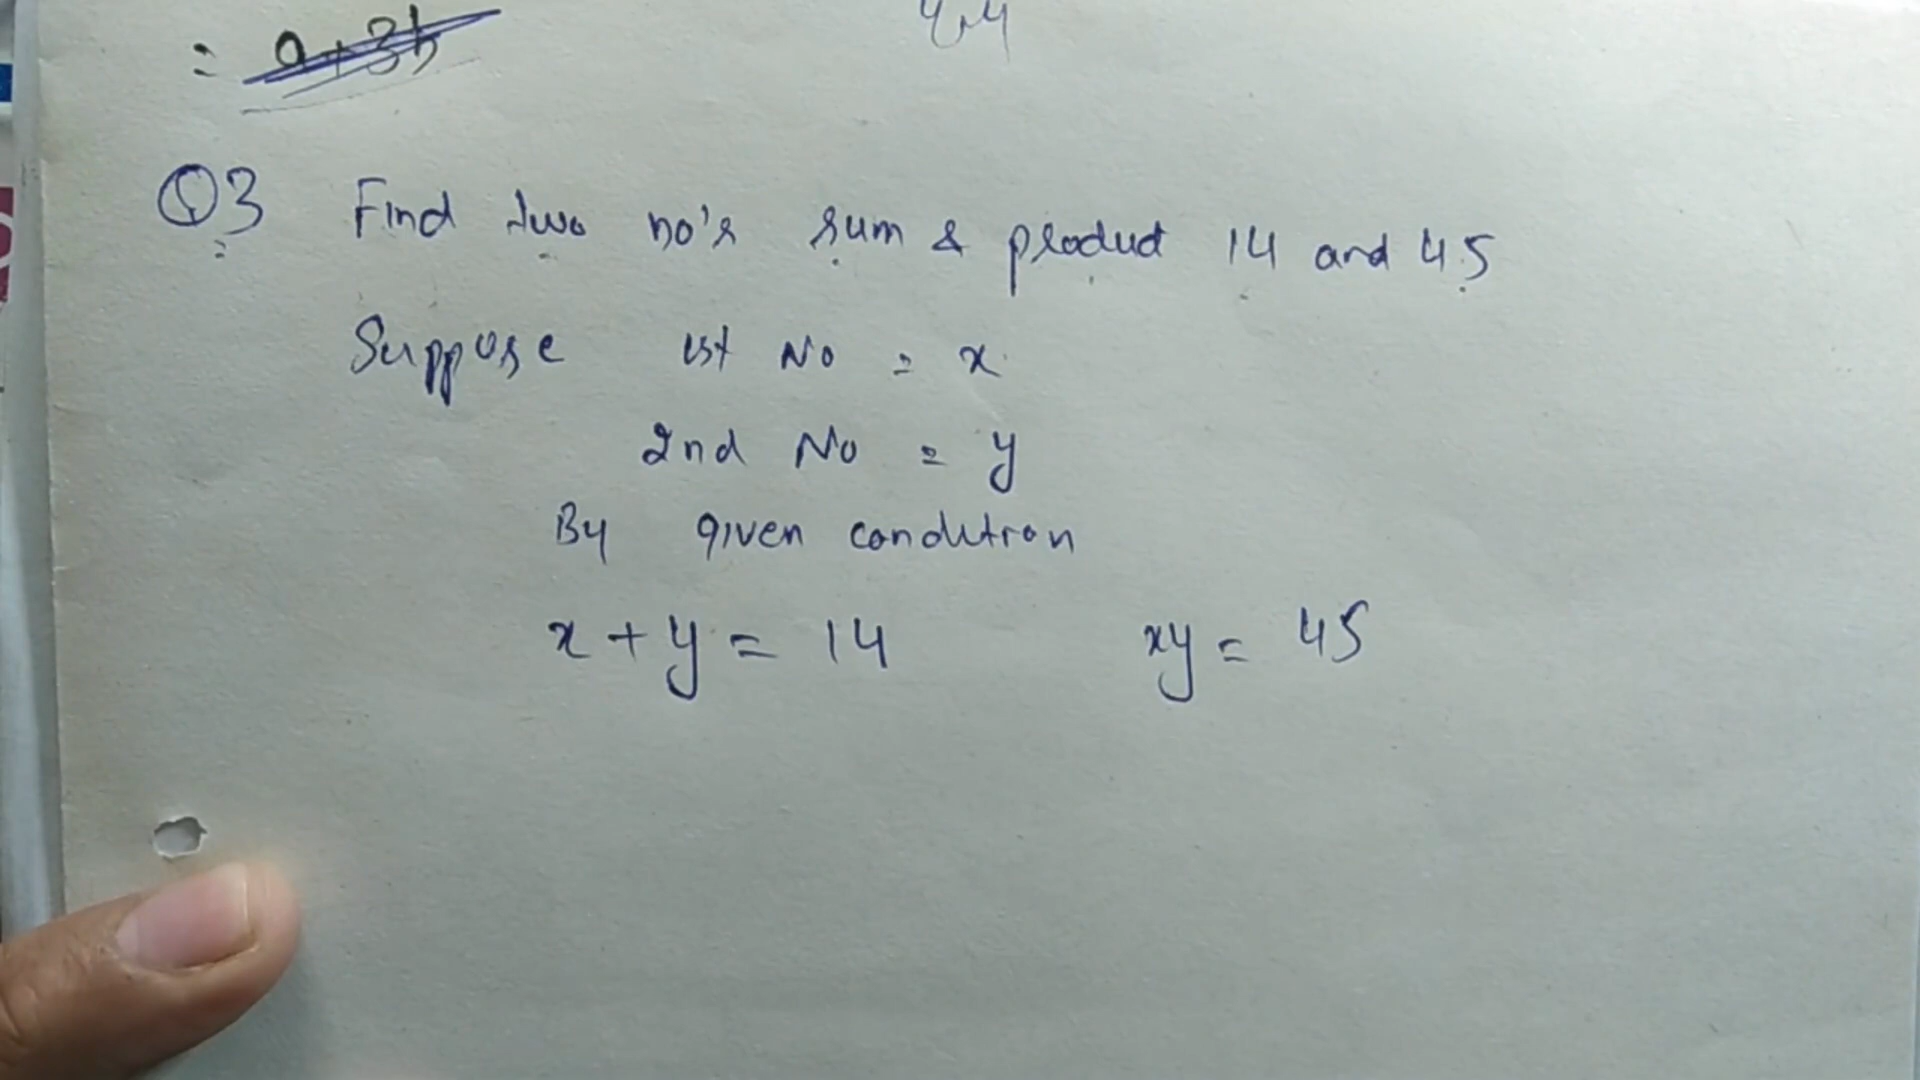 = a+3b
Q3 Find two no's sum & product 14 and 45
Suppose 1st No = x
2nd No = y
By given condition
x + y = 14 xy = 45